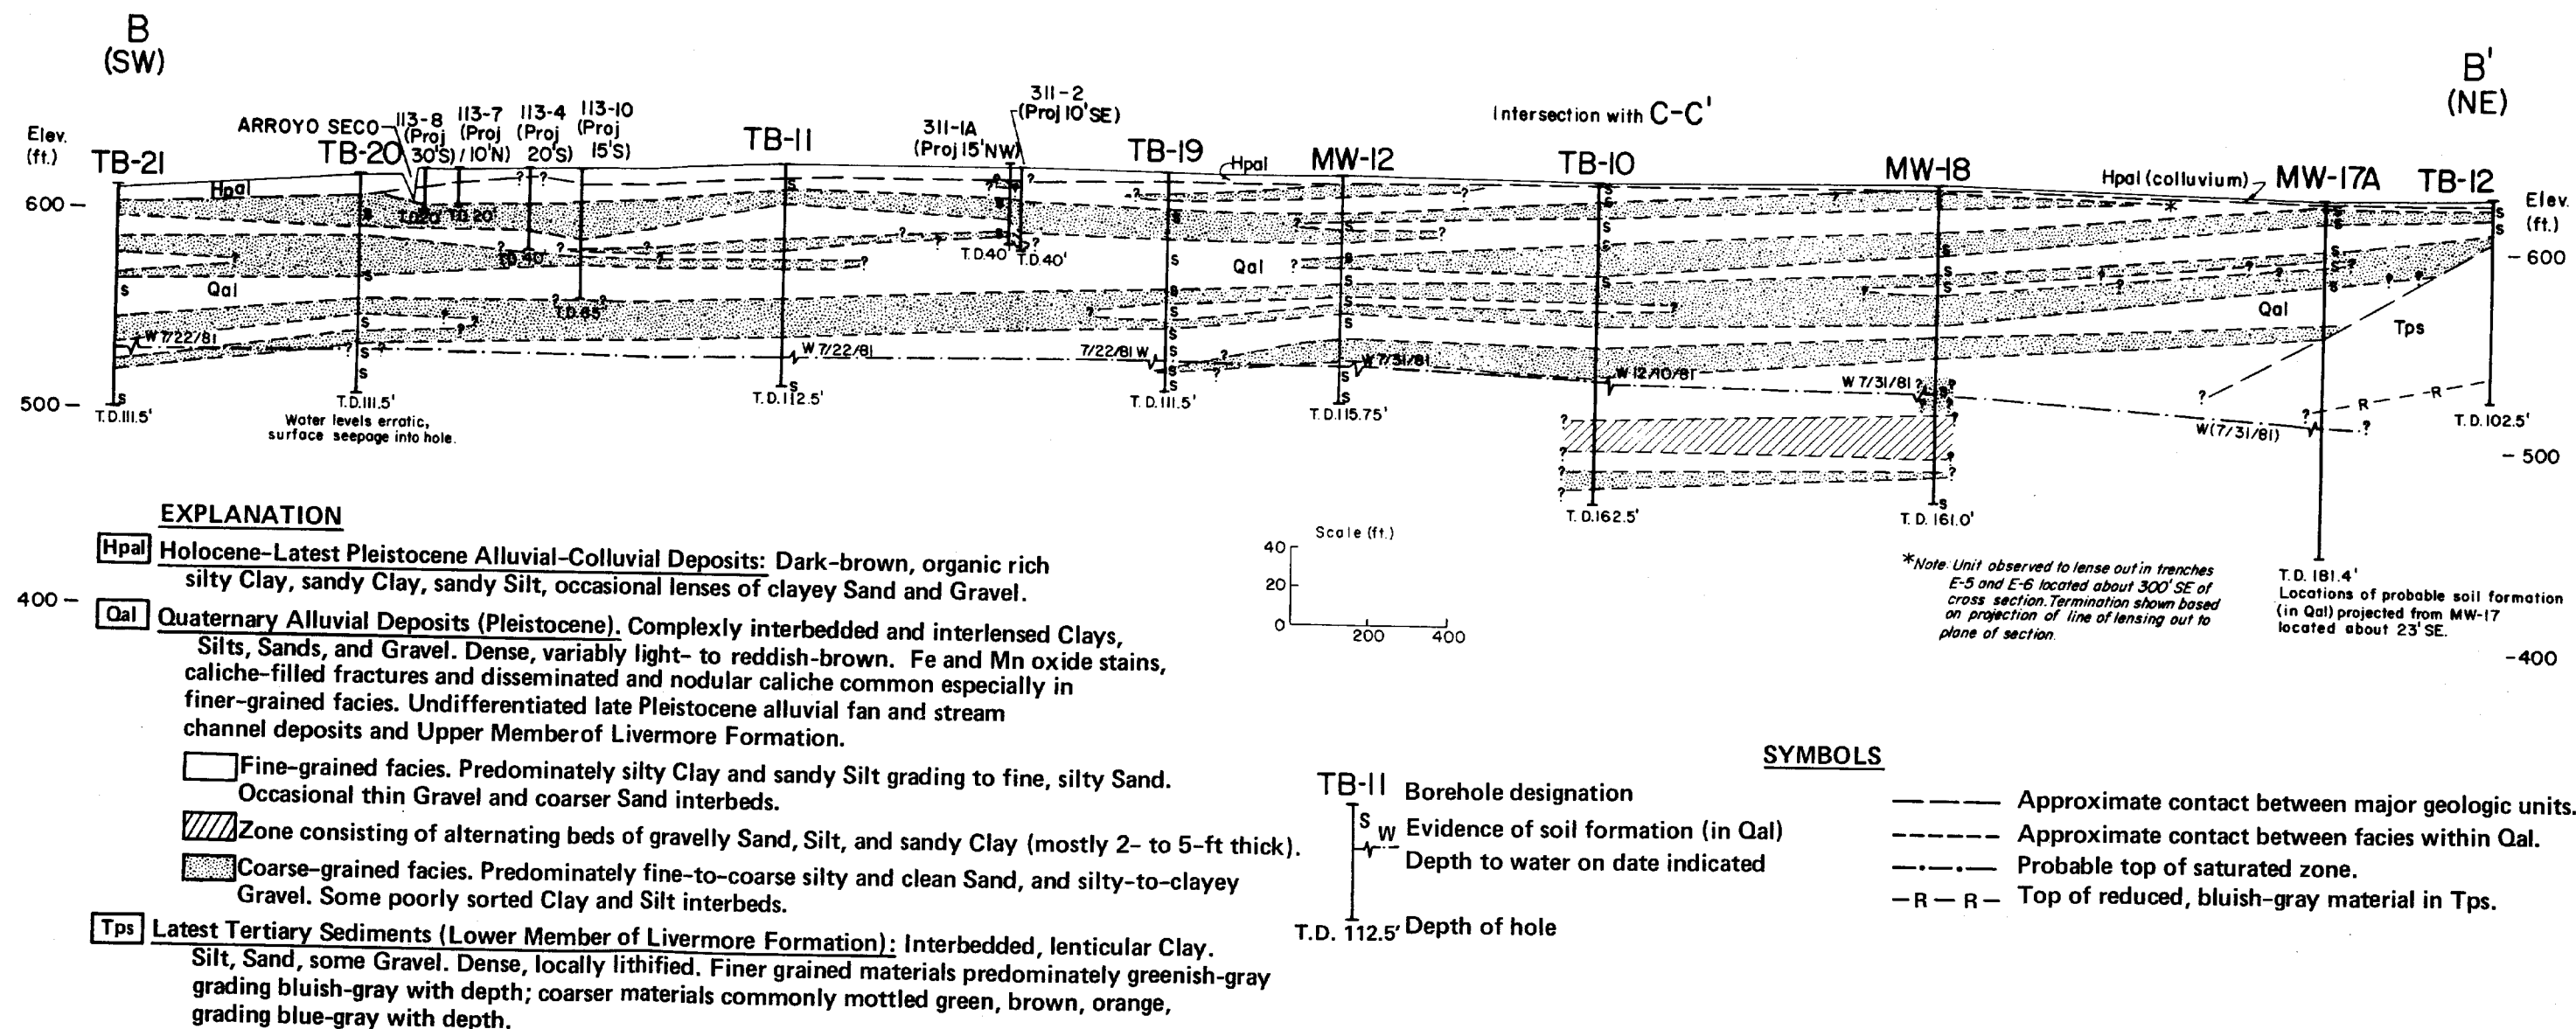 B
(SW)
B'
(NE)
Elev.
(ft.)
TB-21
ARROYO SECO
TB-20
113-8
(Proj
30'S)
113-7
(Proj
10'N)
113-4
(Proj
20'S)
113-10
(Proj
15'S)
TB-11
311-1A
(Proj 15'NW)
311-2
(Proj 10'SE)
TB-19
Hpal
MW-12
Intersection with C-C'
TB-10
MW-18
Hpal (colluvium)
MW-17A
TB-12
Elev.
(ft.)
600
500
400
600
500
400
Hpal
Qal
Qal
Qal
Tps
T.D.20'
T.D.40'
T.D.65'
T.D.40'
T.D.40'
W 7/22/81
W 7/22/81
7/22/81 W
W 7/31/81
W 12/10/81
W 7/31/81
W (7/31/81)
R
R
T.D.111.5'
T.D.111.5'
Water levels erratic,
surface seepage into hole.
T.D.112.5'
T.D.111.5'
T.D.115.75'
T.D.162.5'
T.D. 161.0'
T.D. 181.4'
Locations of probable soil formation
(in Qal) projected from MW-17
located about 23' SE.
T.D.102.5'
*Note: Unit observed to lense out in trenches
E-5 and E-6 located about 300' SE of
cross section. Termination shown based
on projection of line of lensing out to
plane of section.
Scale (ft.)
40
20
0
200
400
EXPLANATION
Hpal Holocene-Latest Pleistocene Alluvial-Colluvial Deposits: Dark-brown, organic rich
silty Clay, sandy Clay, sandy Silt, occasional lenses of clayey Sand and Gravel.
Qal Quaternary Alluvial Deposits (Pleistocene). Complexly interbedded and interlensed Clays,
Silts, Sands, and Gravel. Dense, variably light- to reddish-brown. Fe and Mn oxide stains,
caliche-filled fractures and disseminated and nodular caliche common especially in
finer-grained facies. Undifferentiated late Pleistocene alluvial fan and stream
channel deposits and Upper Member of Livermore Formation.
Fine-grained facies. Predominately silty Clay and sandy Silt grading to fine, silty Sand.
Occasional thin Gravel and coarser Sand interbeds.
Zone consisting of alternating beds of gravelly Sand, Silt, and sandy Clay (mostly 2- to 5-ft thick).
Coarse-grained facies. Predominately fine-to-coarse silty and clean Sand, and silty-to-clayey
Gravel. Some poorly sorted Clay and Silt interbeds.
Tps Latest Tertiary Sediments (Lower Member of Livermore Formation): Interbedded, lenticular Clay.
Silt, Sand, some Gravel. Dense, locally lithified. Finer grained materials predominately greenish-gray
grading bluish-gray with depth; coarser materials commonly mottled green, brown, orange,
grading blue-gray with depth.
SYMBOLS
TB-11 Borehole designation
S W Evidence of soil formation (in Qal)
Depth to water on date indicated
T.D. 112.5' Depth of hole
Approximate contact between major geologic units.
Approximate contact between facies within Qal.
Probable top of saturated zone.
R R Top of reduced, bluish-gray material in Tps.